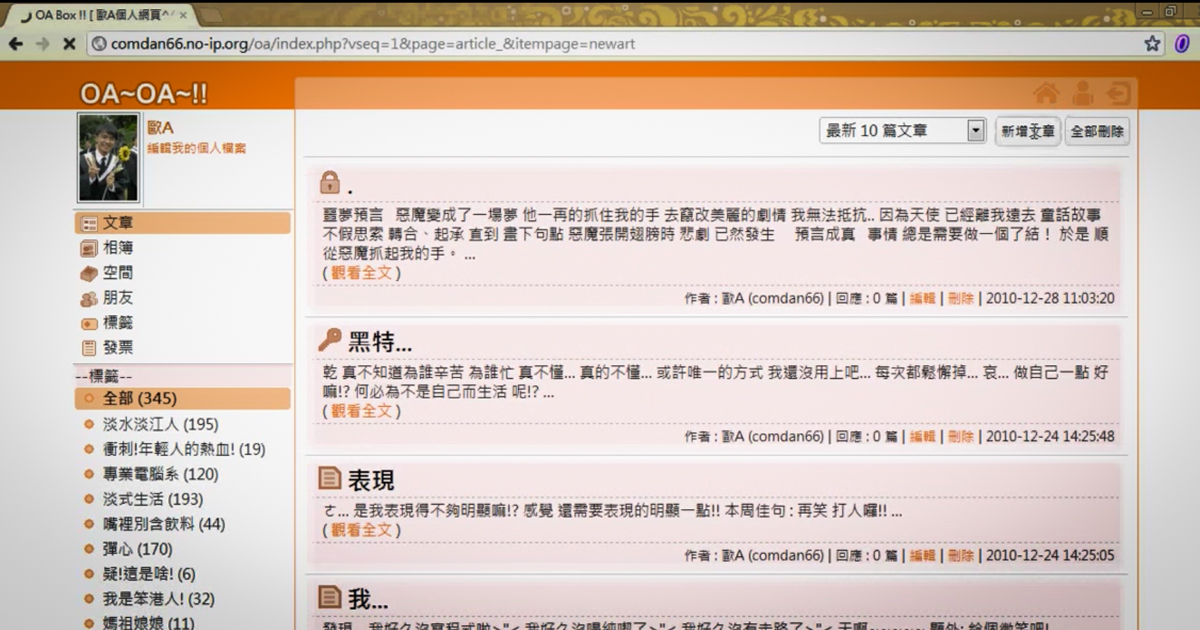 OA Box !! [ 歐A個人網頁^
comdan66.no-ip.org/oa/index.php?vseq=1&page=article_&itempage=newart
OA~OA~!!
歐A
編輯我的個人檔案
最新 10 篇文章
新增文章
全部刪除
文章
相簿
空間
朋友
標籤
發票
--標籤--
全部 (345)
淡水淡江人 (195)
衝刺!年輕人的熱血! (19)
專業電腦系 (120)
淡式生活 (193)
嘴裡別含飲料 (44)
彈心 (170)
疑!這是啥! (6)
我是笨港人! (32)
媽祖娘娘 (11)
.
噩夢預言 惡魔變成了一場夢 他一再的抓住我的手 去竄改美麗的劇情 我無法抵抗.. 因為天使 已經離我遠去 童話故事
不假思索 轉合、起承 直到 畫下句點 惡魔張開翅膀時 悲劇 已然發生 預言成真 事情 總是需要做一個了結！ 於是 順
從惡魔抓起我的手。 ...
( 觀看全文 )
作者 : 歐A (comdan66) | 回應 : 0 篇 | 編輯 | 刪除 | 2010-12-28 11:03:20
黑特...
乾 真不知道為誰辛苦 為誰忙 真不懂... 真的不懂... 或許唯一的方式 我還沒用上吧... 每次都鬆懈掉... 哀... 做自己一點 好
嘛!? 何必為不是自己而生活 呢!? ...
( 觀看全文 )
作者 : 歐A (comdan66) | 回應 : 0 篇 | 編輯 | 刪除 | 2010-12-24 14:25:48
表現
ㄜ... 是我表現得不夠明顯嘛!? 感覺 還需要表現的明顯一點!! 本周佳句 : 再笑 打人囉!! ...
( 觀看全文 )
作者 : 歐A (comdan66) | 回應 : 0 篇 | 編輯 | 刪除 | 2010-12-24 14:25:05
我...